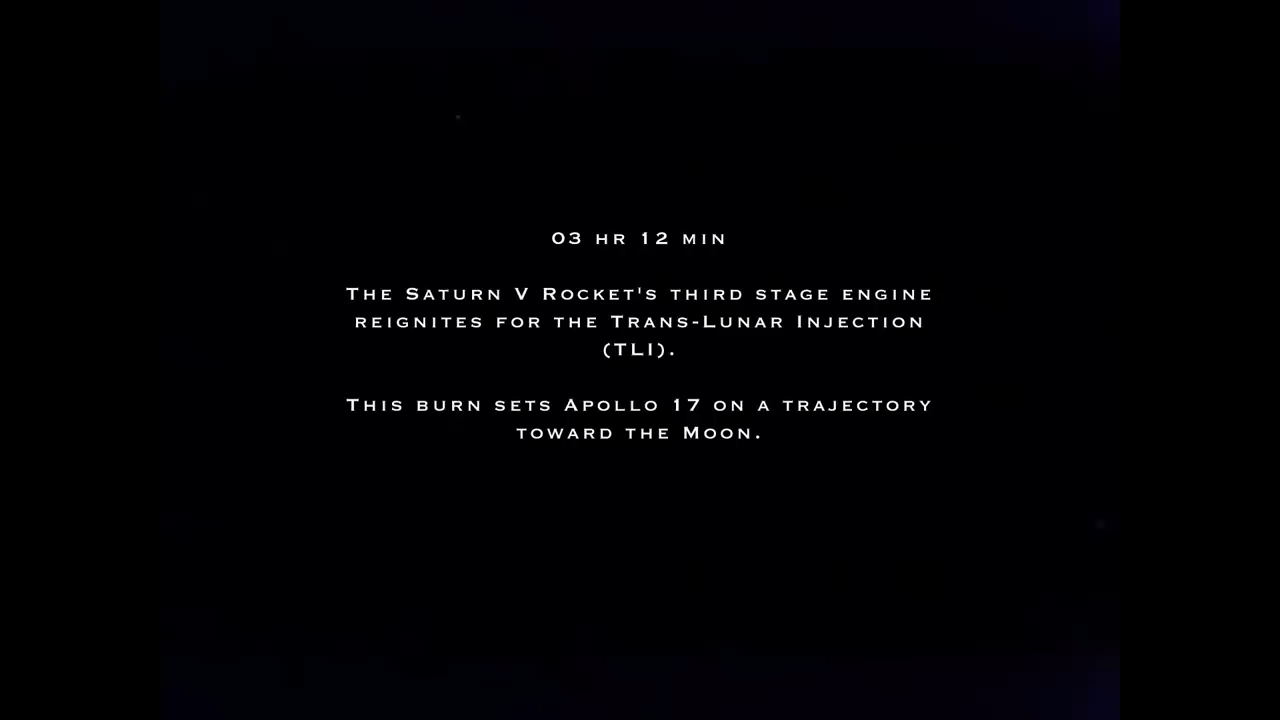 03 HR 12 MIN
THE SATURN V ROCKET'S THIRD STAGE ENGINE
REIGNITES FOR THE TRANS-LUNAR INJECTION
(TLI).
THIS BURN SETS APOLLO 17 ON A TRAJECTORY
TOWARD THE MOON.